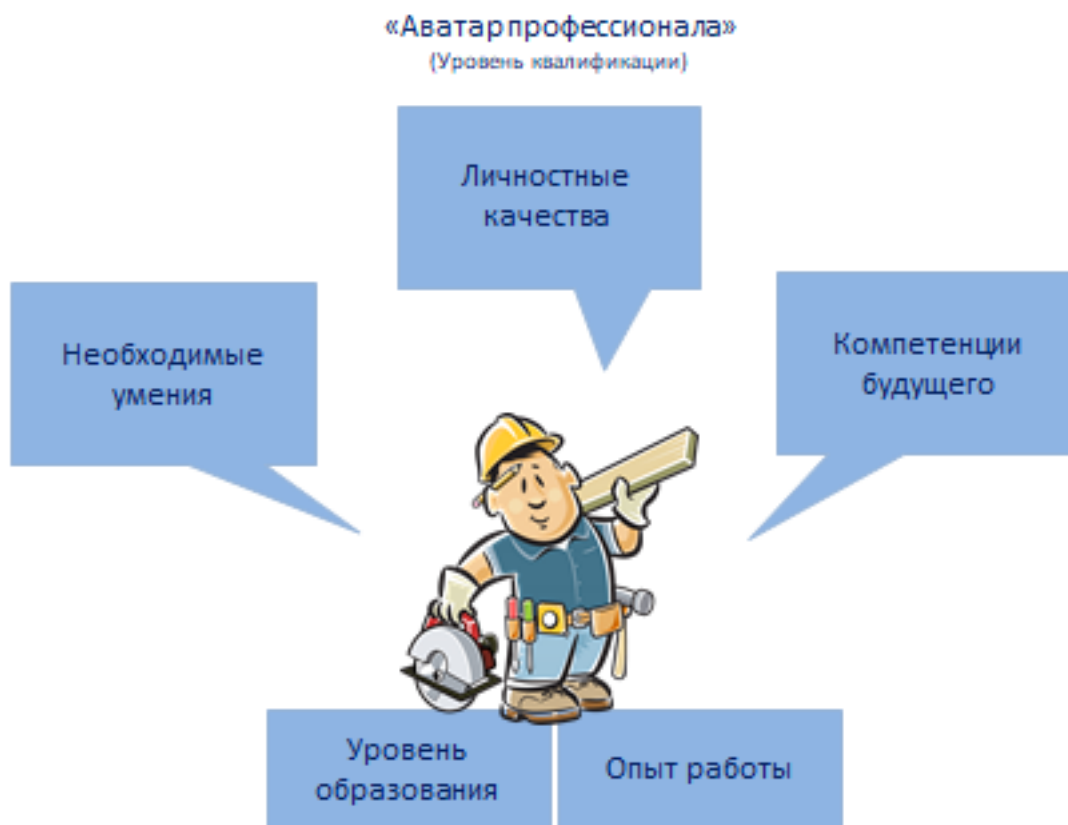 «Аватар профессионала»
(Уровень квалификации)
Личностные
качества
Необходимые
умения
Компетенции
будущего
Уровень
образования
Опыт работы